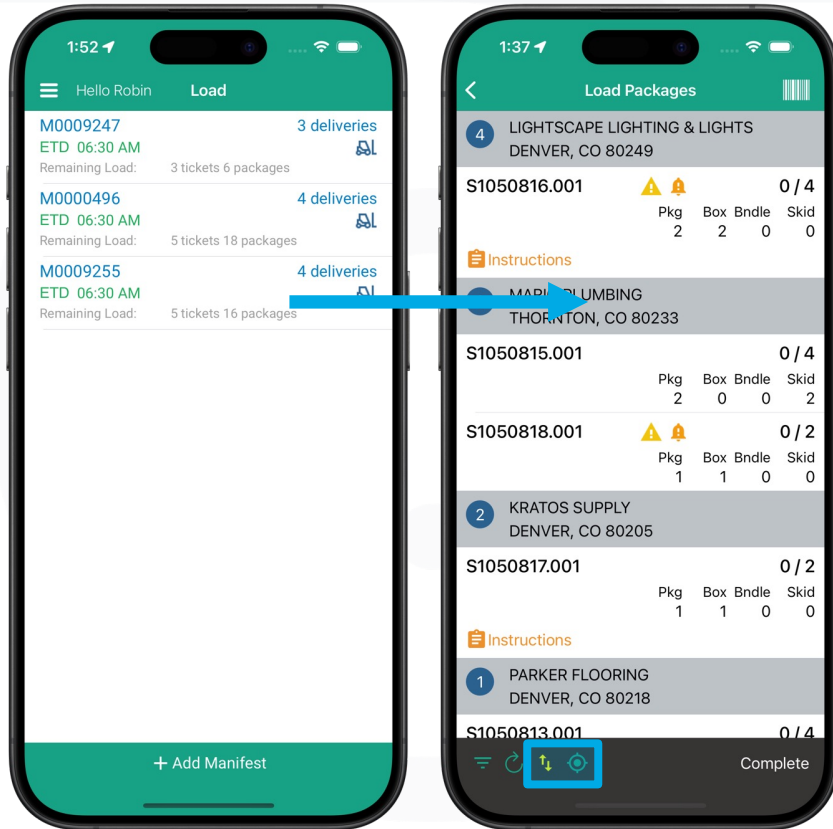 1:52
Hello Robin Load
M0009247 3 deliveries
ETD 06:30 AM
Remaining Load: 3 tickets 6 packages
M0000496 4 deliveries
ETD 06:30 AM
Remaining Load: 5 tickets 18 packages
M0009255 4 deliveries
ETD 06:30 AM
Remaining Load: 5 tickets 16 packages
+ Add Manifest
1:37
Load Packages
4 LIGHTSCAPE LIGHTING & LIGHTS
DENVER, CO 80249
S1050816.001 0 / 4
Pkg Box Bndle Skid
2 2 0 0
Instructions
PLUMBING
THORNTON, CO 80233
S1050815.001 0 / 4
Pkg Box Bndle Skid
2 0 0 2
S1050818.001 0 / 2
Pkg Box Bndle Skid
1 1 0 0
2 KRATOS SUPPLY
DENVER, CO 80205
S1050817.001 0 / 2
Pkg Box Bndle Skid
1 1 0 0
Instructions
1 PARKER FLOORING
DENVER, CO 80218
S1050813.001 0 / 4
Complete